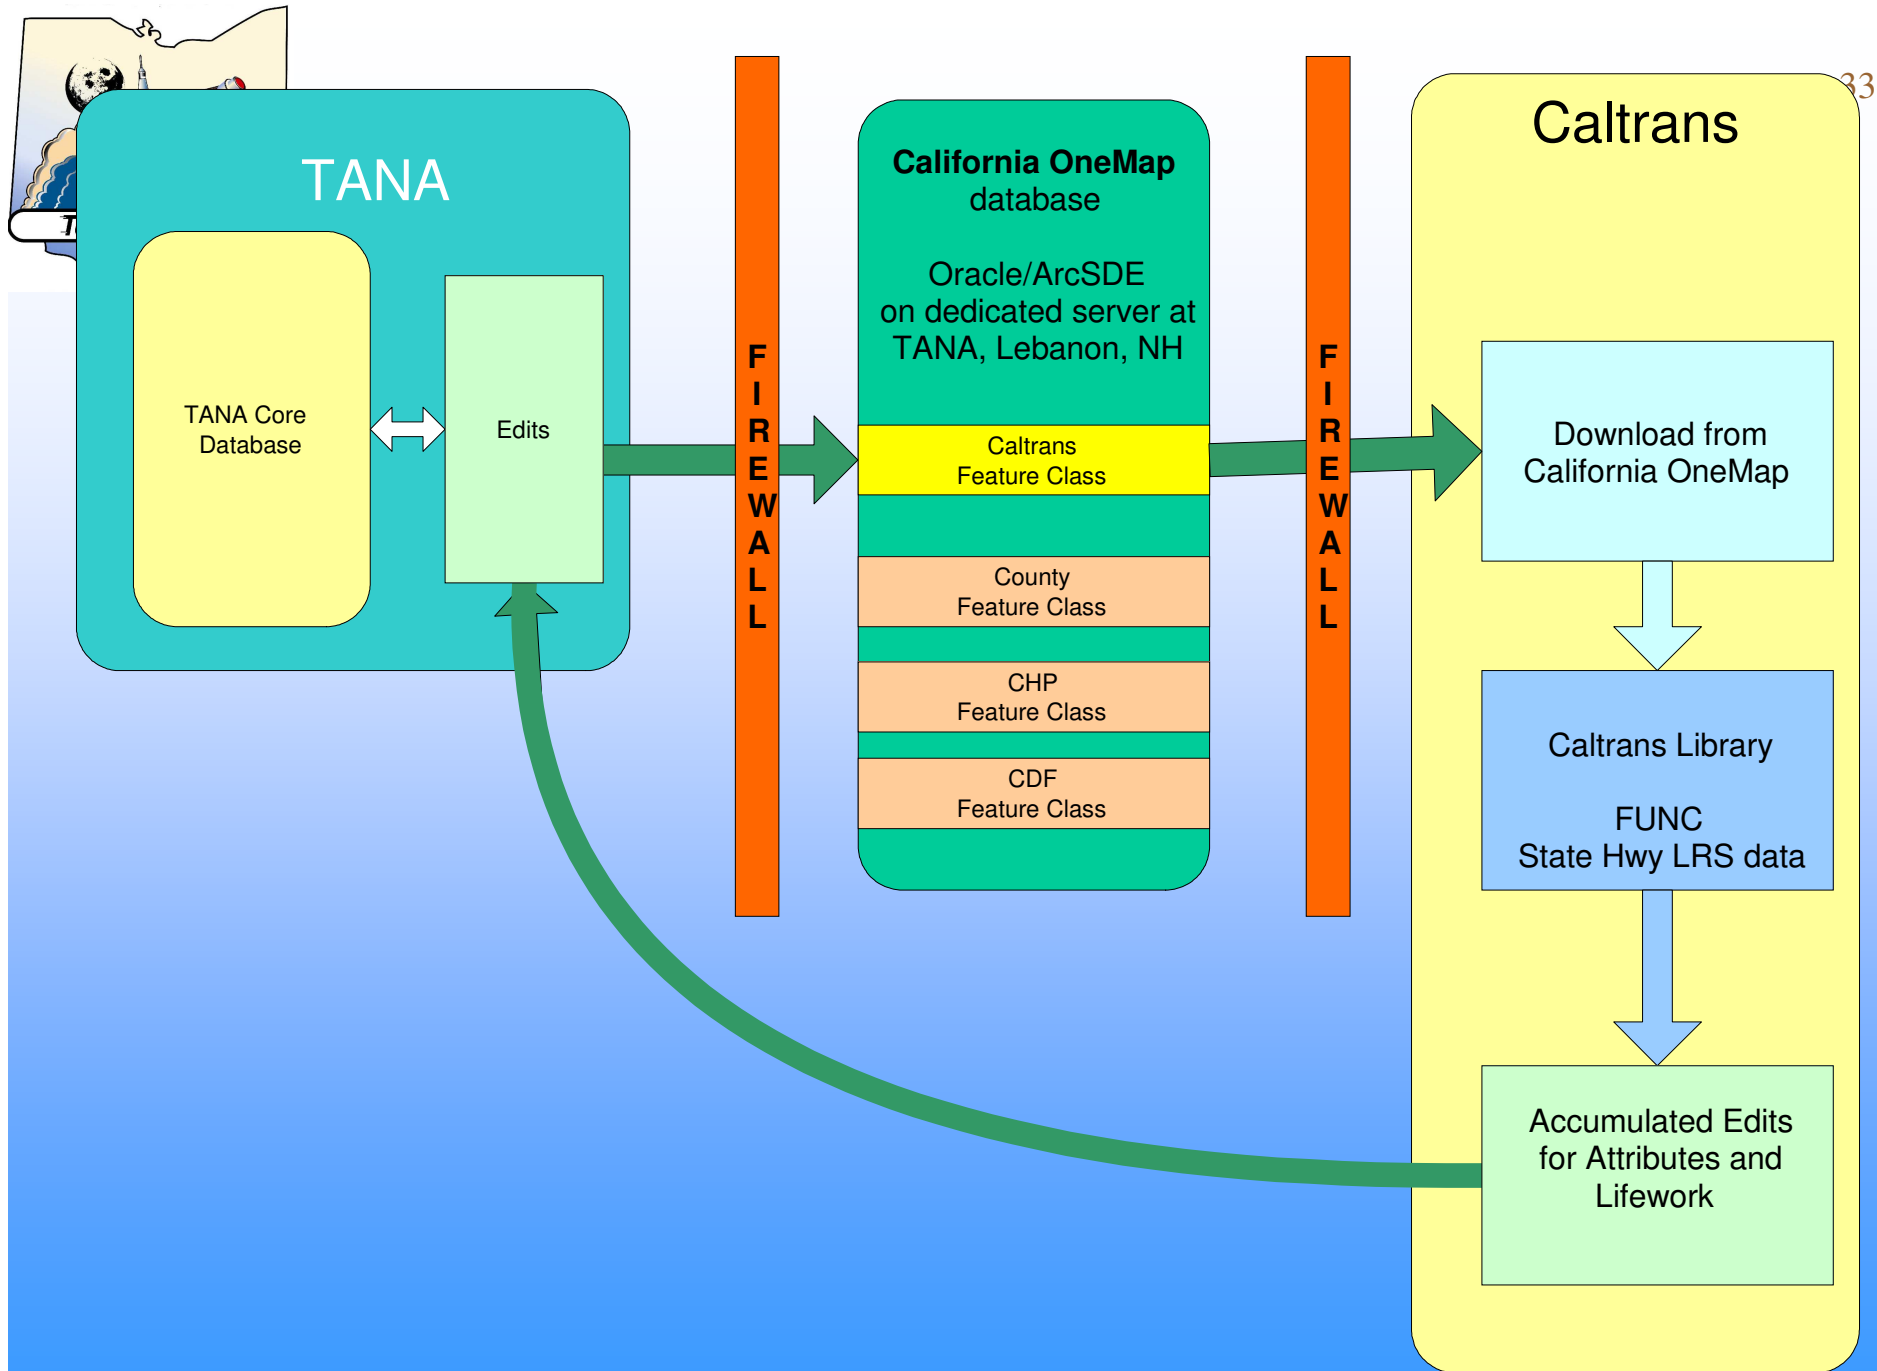 TANA
TANA Core
Database
Edits
FIREWALL
California OneMap
database
Oracle/ArcSDE
on dedicated server at
TANA, Lebanon, NH
Caltrans
Feature Class
County
Feature Class
CHP
Feature Class
CDF
Feature Class
FIREWALL
33
Caltrans
Download from
California OneMap
Caltrans Library
FUNC
State Hwy LRS data
Accumulated Edits
for Attributes and
Lifework